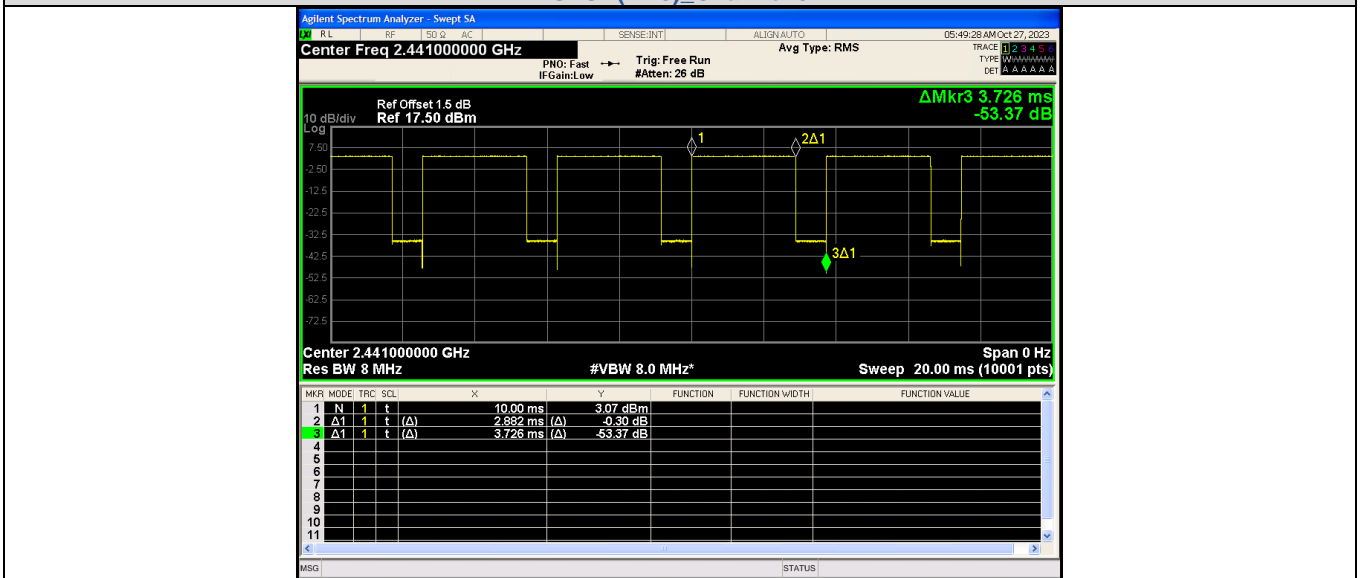 Agilent Spectrum Analyzer - Swept SA
RL RF 50 Ω AC SENSE:INT ALIGNAUTO 05:49:28 AM Oct 27, 2023
Center Freq 2.441000000 GHz Avg Type: RMS TRACE 1 2 3 4 5 6
PNO: Fast Trig: Free Run TYPE W
IFGain:Low #Atten: 26 dB DET A A A A A A
ΔMkr3 3.726 ms
Ref Offset 1.5 dB
10 dB/div Ref 17.50 dBm -53.37 dB
Log
7.50
1
2Δ1
-2.50
-12.5
-22.5
-32.5
-42.5
3Δ1
-52.5
-62.5
-72.5
Center 2.441000000 GHz Span 0 Hz
Res BW 8 MHz #VBW 8.0 MHz* Sweep 20.00 ms (10001 pts)
MKR MODE TRC SCL X Y FUNCTION FUNCTION WIDTH FUNCTION VALUE
1 N 1 t 10.00 ms 3.07 dBm
2 Δ1 1 t (Δ) 2.882 ms (Δ) -0.30 dB
3 Δ1 1 t (Δ) 3.726 ms (Δ) -53.37 dB
4
5
6
7
8
9
10
11
MSG STATUS